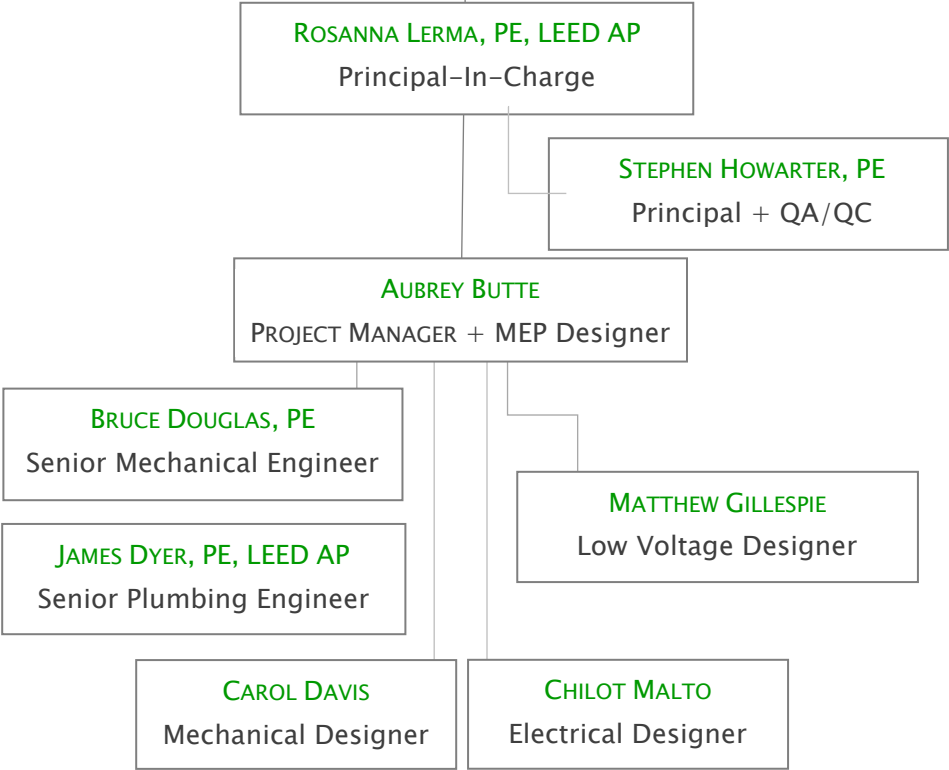 Rosanna Lerma, PE, LEED AP
Principal-In-Charge
Stephen Howarter, PE
Principal + QA/QC
Aubrey Butte
Project Manager + MEP Designer
Bruce Douglas, PE
Senior Mechanical Engineer
Matthew Gillespie
Low Voltage Designer
James Dyer, PE, LEED AP
Senior Plumbing Engineer
Carol Davis
Mechanical Designer
Chilot Malto
Electrical Designer